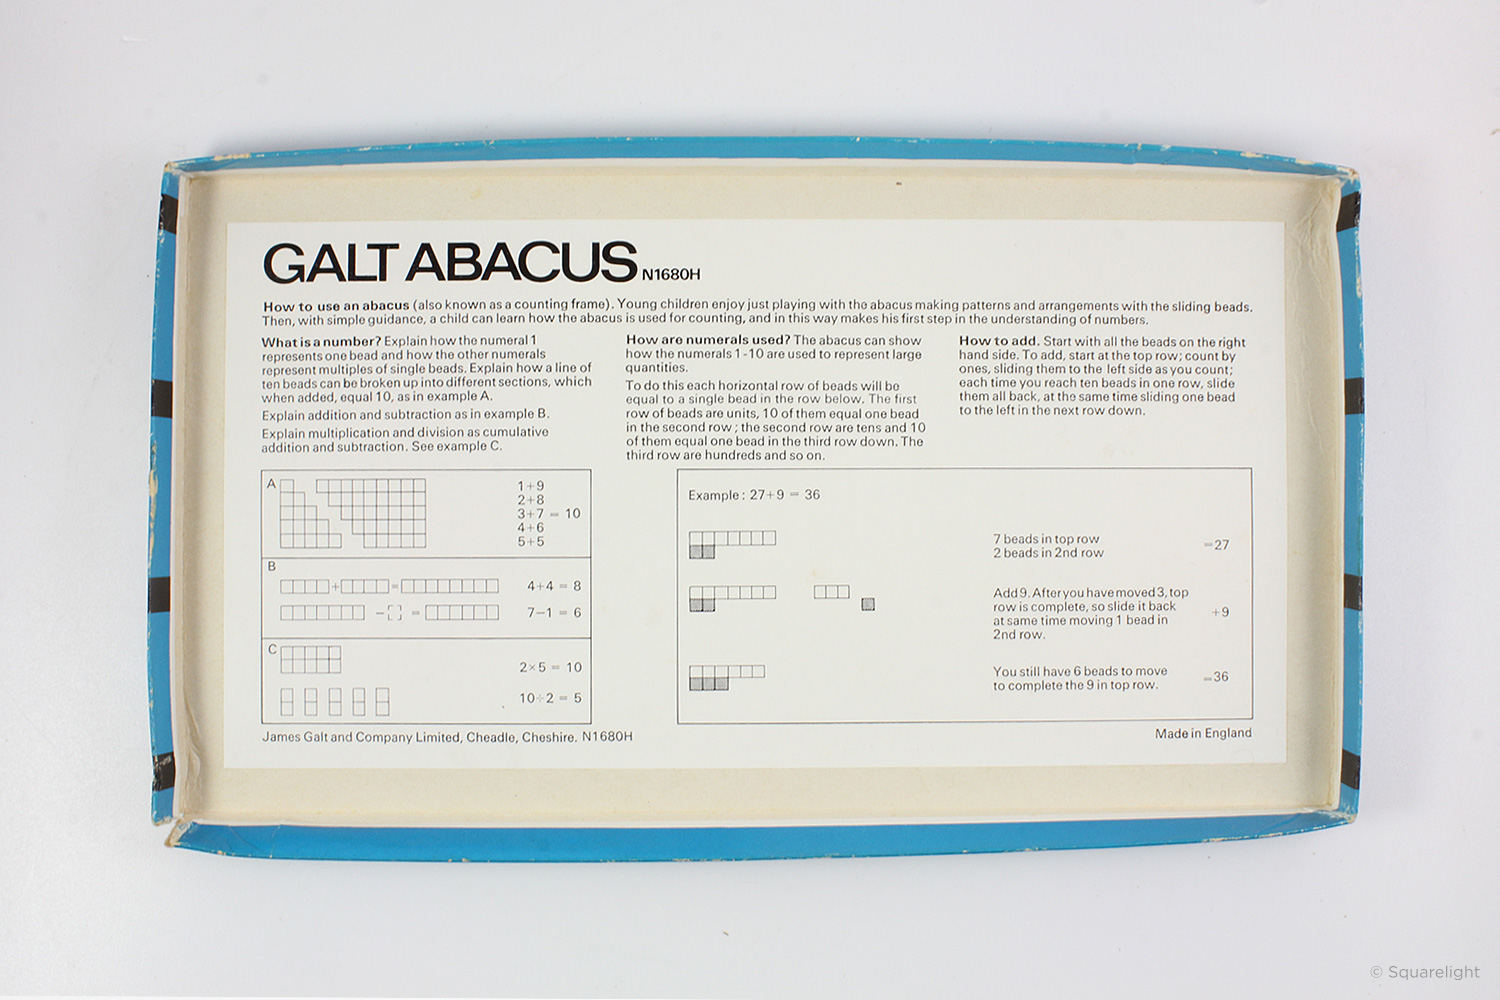 GALT ABACUS N1680H
How to use an abacus (also known as a counting frame). Young children enjoy just playing with the abacus making patterns and arrangements with the sliding beads.
Then, with simple guidance, a child can learn how the abacus is used for counting, and in this way makes his first step in the understanding of numbers.
What is a number? Explain how the numeral 1
represents one bead and how the other numerals
represent multiples of single beads. Explain how a line of
ten beads can be broken up into different sections, which
when added, equal 10, as in example A.
Explain addition and subtraction as in example B.
Explain multiplication and division as cumulative
addition and subtraction. See example C.
How are numerals used? The abacus can show
how the numerals 1-10 are used to represent large
quantities.
To do this each horizontal row of beads will be
equal to a single bead in the row below. The first
row of beads are units, 10 of them equal one bead
in the second row; the second row are tens and 10
of them equal one bead in the third row down. The
third row are hundreds and so on.
How to add. Start with all the beads on the right
hand side. To add, start at the top row; count by
ones, sliding them to the left side as you count;
each time you reach ten beads in one row, slide
them all back, at the same time sliding one bead
to the left in the next row down.
A
1+9
2+8
3+7 = 10
4+6
5+5
B
+ = 4+4 = 8
− = 7−1 = 6
C
2×5 = 10
10÷2 = 5
Example: 27+9 = 36
7 beads in top row
2 beads in 2nd row
=27
Add 9. After you have moved 3, top
row is complete, so slide it back
at same time moving 1 bead in
2nd row.
+9
You still have 6 beads to move
to complete the 9 in top row.
=36
James Galt and Company Limited, Cheadle, Cheshire. N1680H
Made in England
© Squarelight